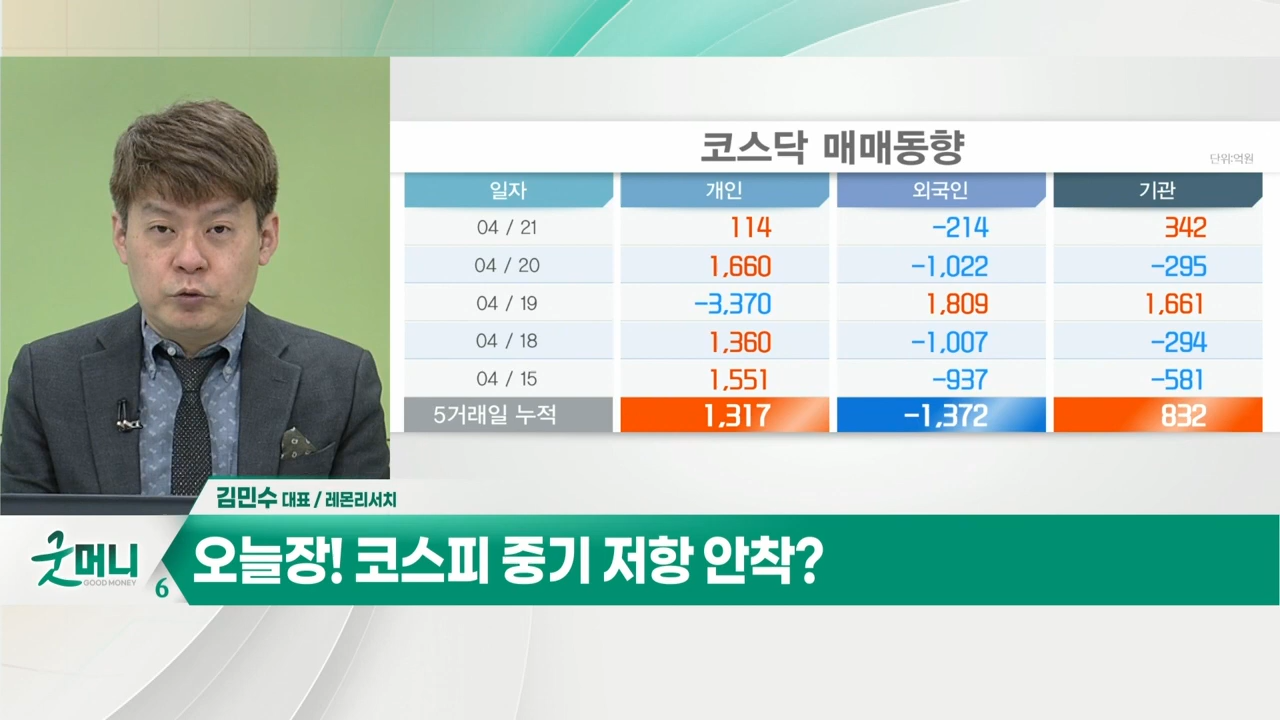 코스닥 매매동향
단위:억원
일자 개인 외국인 기관
04 / 21 114 -214 342
04 / 20 1,660 -1,022 -295
04 / 19 -3,370 1,809 1,661
04 / 18 1,360 -1,007 -294
04 / 15 1,551 -937 -581
5거래일 누적 1,317 -1,372 832
김민수 대표 / 레몬리서치
굿머니
GOOD MONEY
6
오늘장! 코스피 중기 저항 안착?